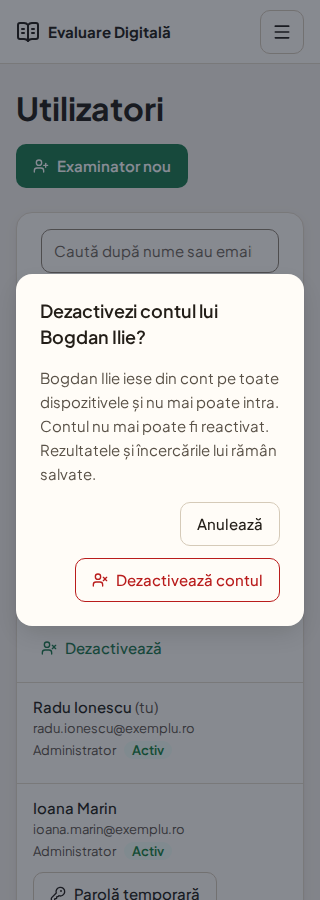 Evaluare Digitală
Utilizatori
Examinator nou
Caută după nume sau emai
Dezactivezi contul lui
Bogdan Ilie?
Bogdan Ilie iese din cont pe toate
dispozitivele și nu mai poate intra.
Contul nu mai poate fi reactivat.
Rezultatele și încercările lui rămân
salvate.
Anulează
Dezactivează contul
Dezactivează
Radu Ionescu (tu)
radu.ionescu@exemplu.ro
Administrator Activ
Ioana Marin
ioana.marin@exemplu.ro
Administrator Activ
Parolă temporară